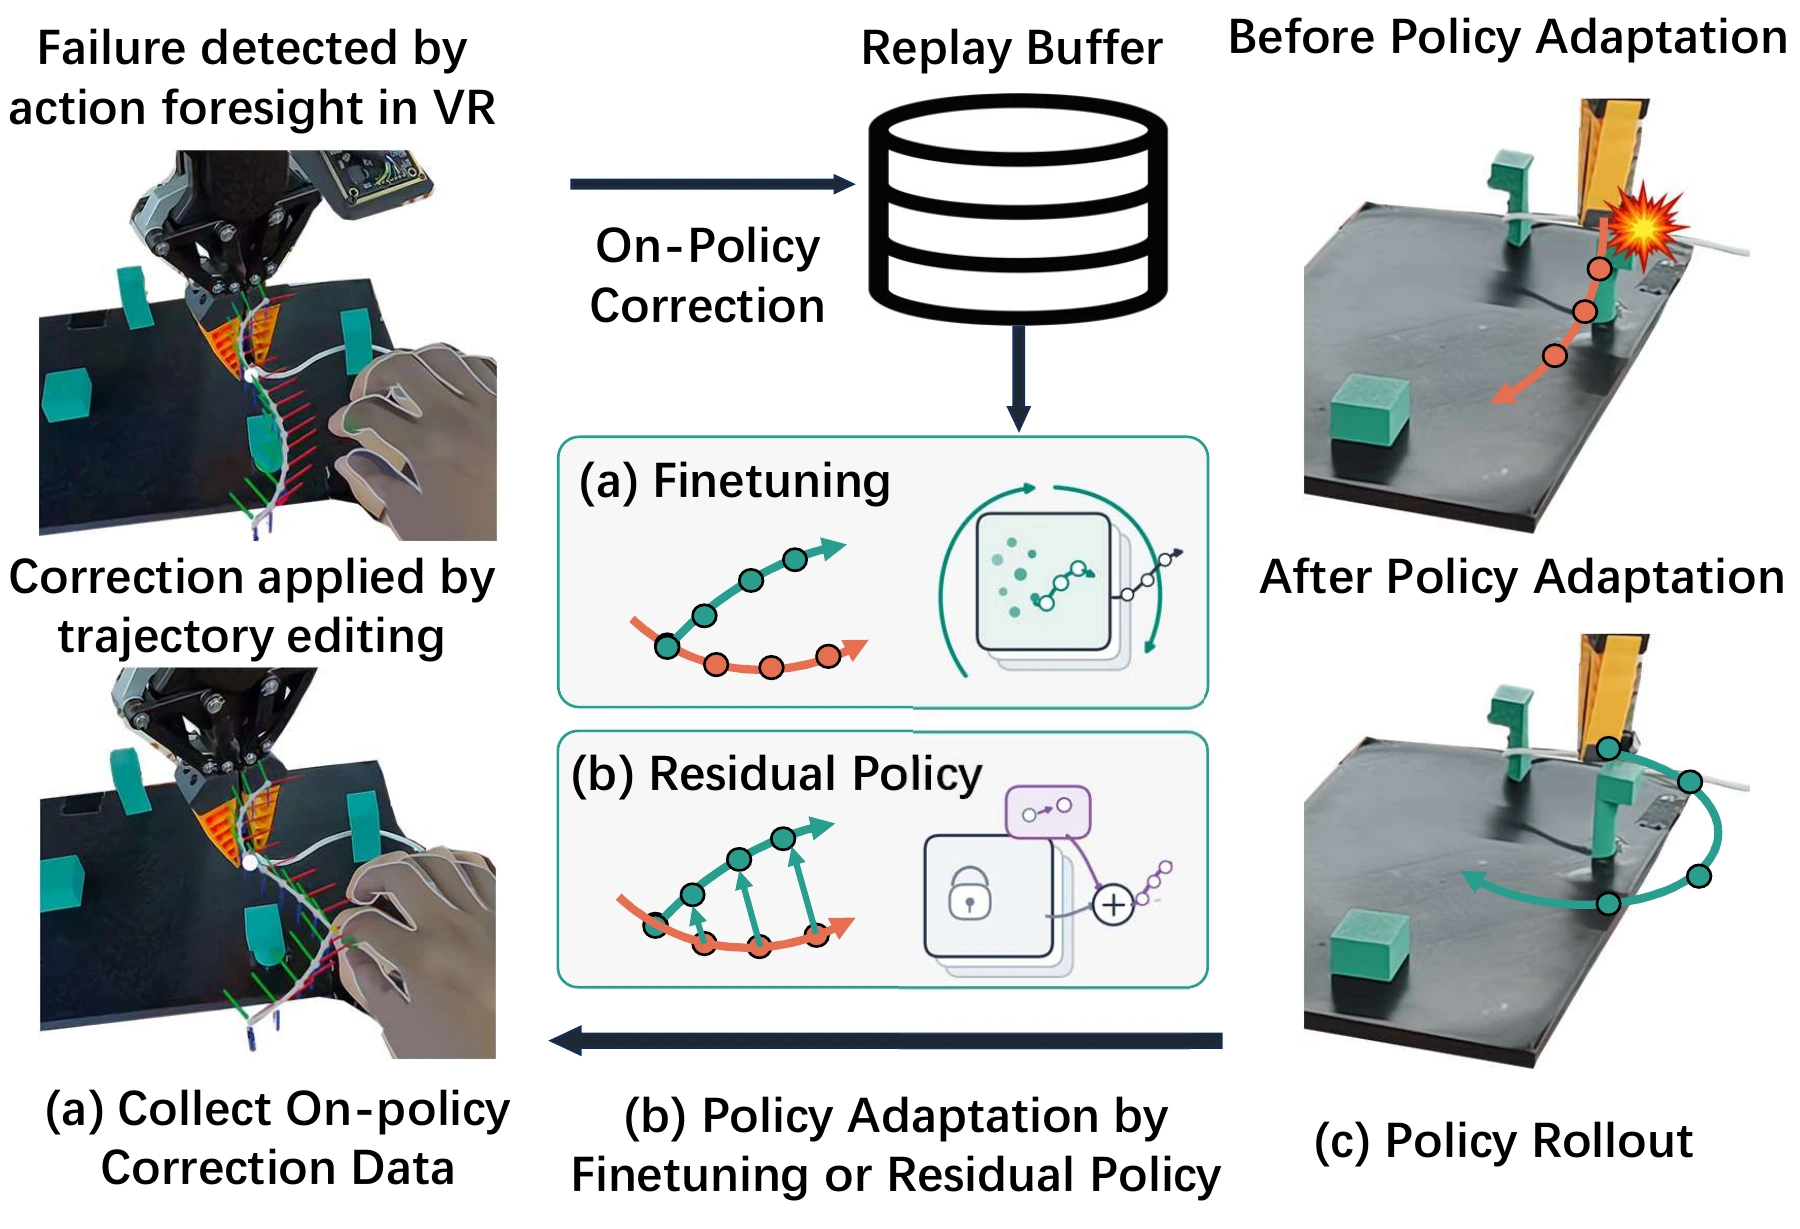 Failure detected by
action foresight in VR
Correction applied by
trajectory editing
(a) Collect On-policy
Correction Data
On-Policy
Correction
Replay Buffer
(a) Finetuning
(b) Residual Policy
(b) Policy Adaptation by
Finetuning or Residual Policy
Before Policy Adaptation
After Policy Adaptation
(c) Policy Rollout